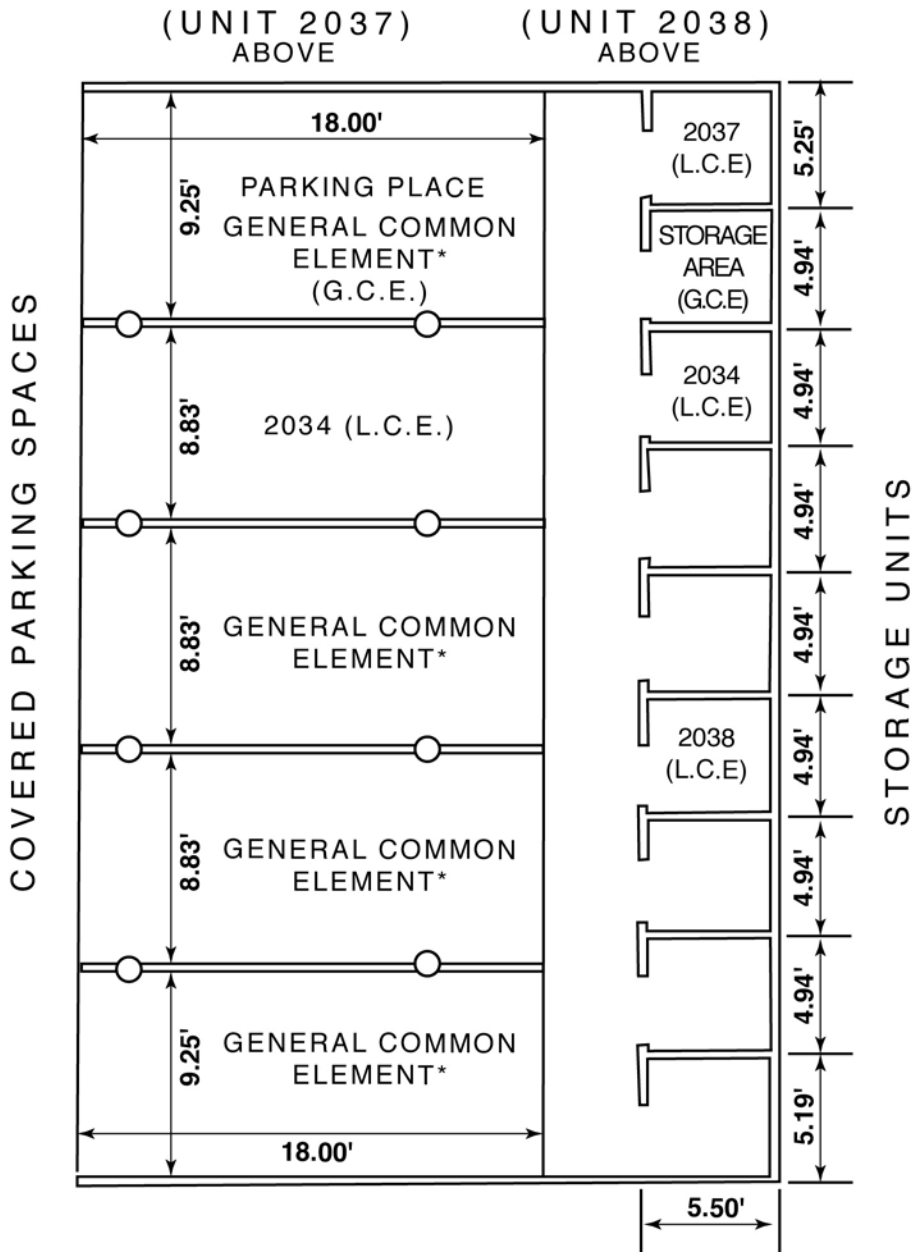 (UNIT 2037)
ABOVE
(UNIT 2038)
ABOVE
COVERED PARKING SPACES
18.00'
9.25'
PARKING PLACE
GENERAL COMMON
ELEMENT*
(G.C.E.)
8.83'
2034 (L.C.E.)
8.83'
GENERAL COMMON
ELEMENT*
8.83'
GENERAL COMMON
ELEMENT*
9.25'
GENERAL COMMON
ELEMENT*
18.00'
2037
(L.C.E)
STORAGE
AREA
(G.C.E)
2034
(L.C.E)
2038
(L.C.E)
5.25'
4.94'
4.94'
4.94'
4.94'
4.94'
4.94'
4.94'
5.19'
5.50'
STORAGE UNITS